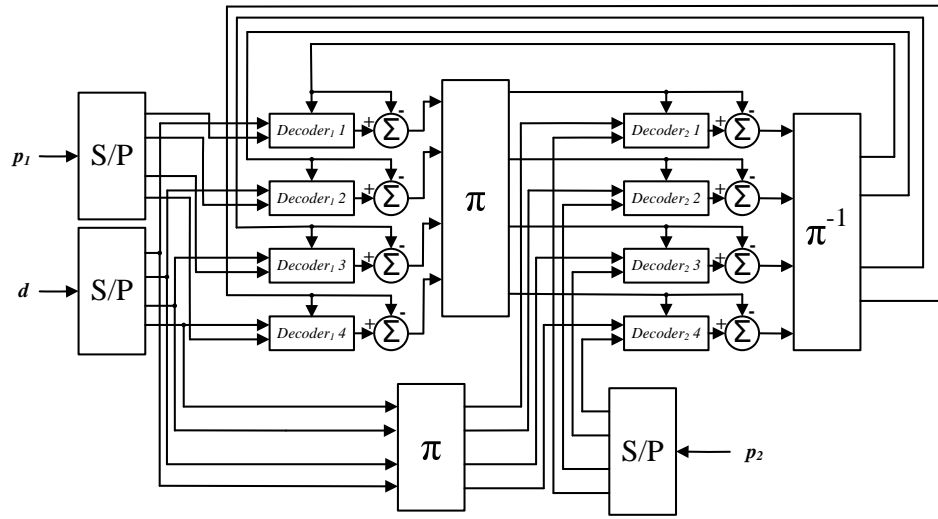 p₁
S/P
d
S/P
Decoder₁ 1
+
Σ
-
Decoder₁ 2
+
Σ
-
Decoder₁ 3
+
Σ
-
Decoder₁ 4
+
Σ
-
π
π
Decoder₂ 1
+
Σ
-
Decoder₂ 2
+
Σ
-
Decoder₂ 3
+
Σ
-
Decoder₂ 4
+
Σ
-
π⁻¹
S/P
p₂